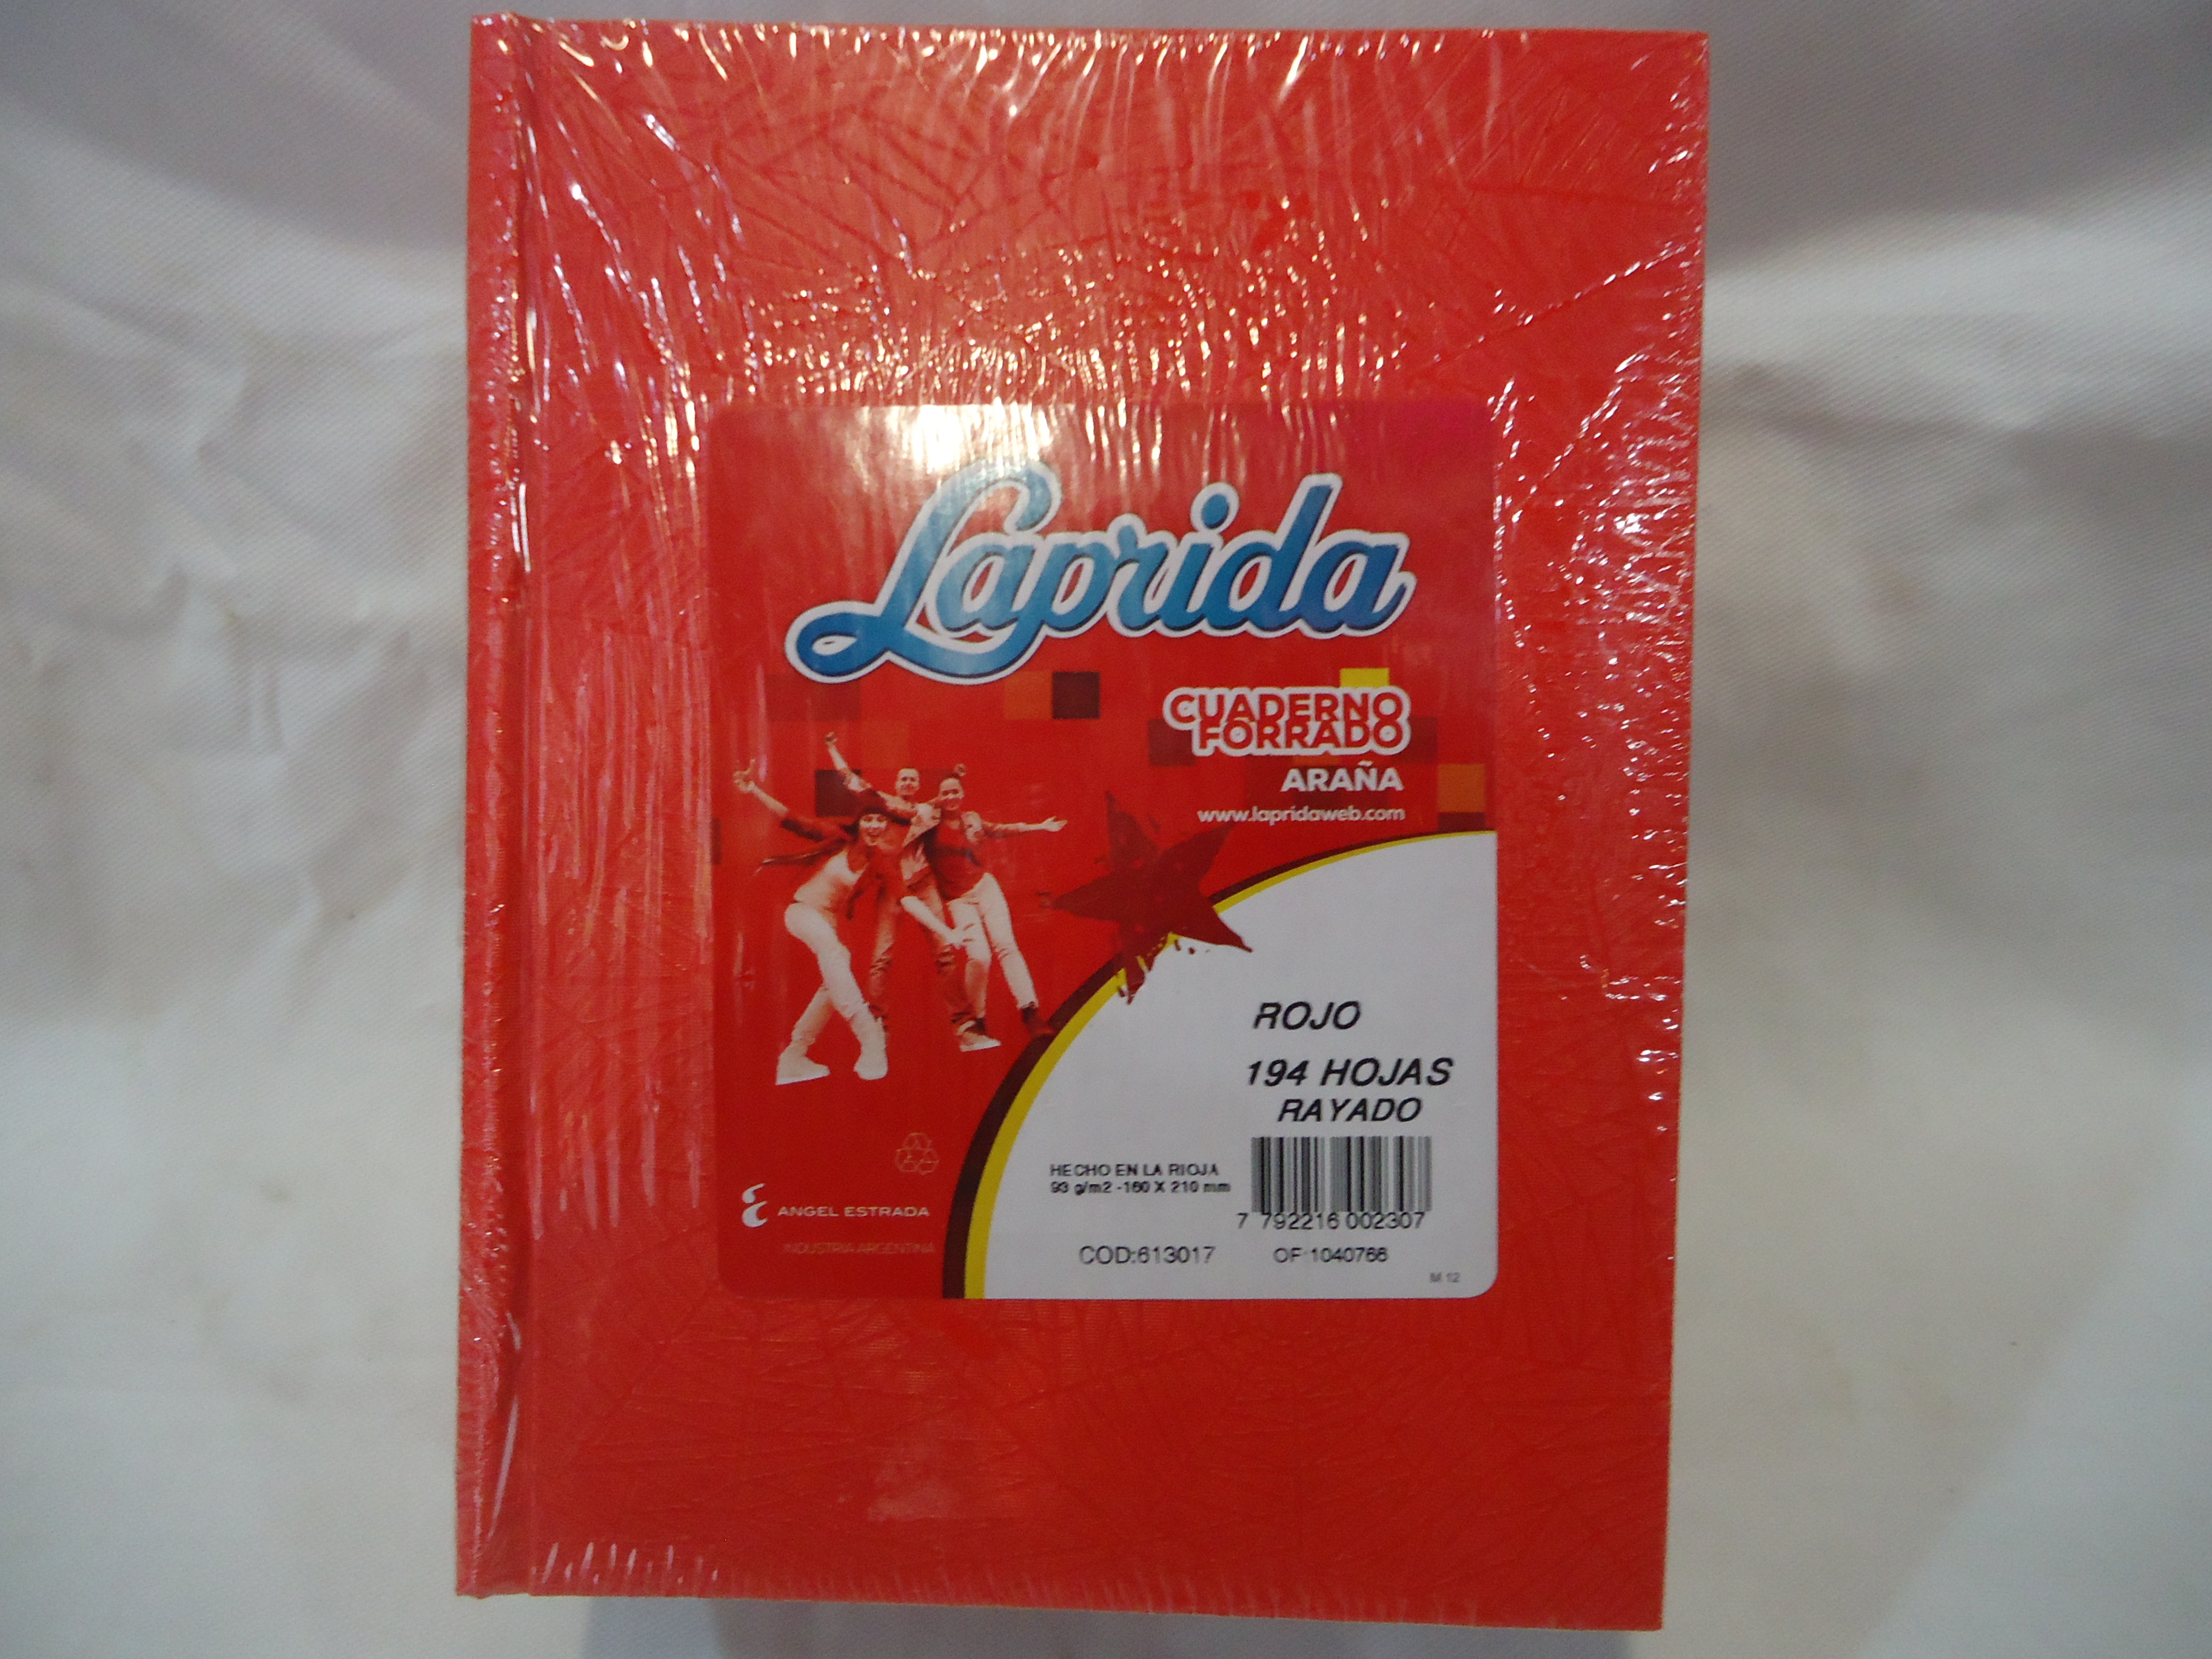 Laprida
CUADERNO
FORRADO
ARAÑA
www.lapridaweb.com
ROJO
194 HOJAS
RAYADO
HECHO EN LA RIOJA
93 g/m2 -160 X 210 mm
7 792216 002307
ANGEL ESTRADA
INDUSTRIA ARGENTINA
COD:613017 OF:1040766
M.12